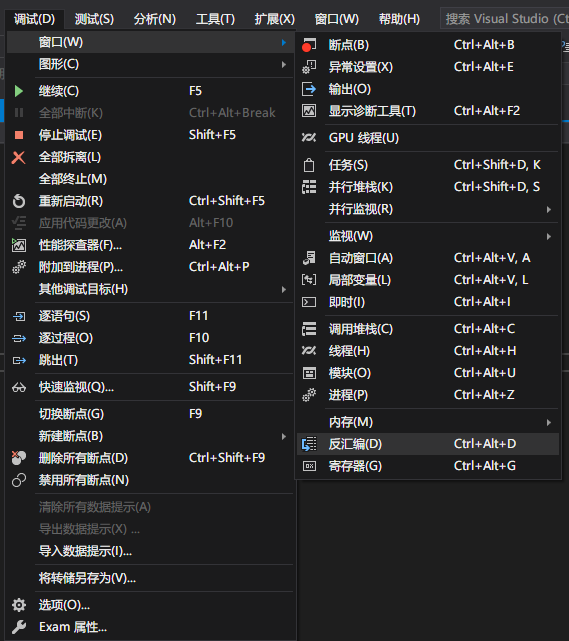 调试(D) 测试(S) 分析(N) 工具(T) 扩展(X) 窗口(W) 帮助(H) 搜索 Visual Studio (Ct
窗口(W)
图形(C)
继续(C) F5
全部中断(K) Ctrl+Alt+Break
停止调试(E) Shift+F5
全部拆离(L)
全部终止(M)
重新启动(R) Ctrl+Shift+F5
应用代码更改(A) Alt+F10
性能探查器(F)... Alt+F2
附加到进程(P)... Ctrl+Alt+P
其他调试目标(H)
逐语句(S) F11
逐过程(O) F10
跳出(T) Shift+F11
快速监视(Q)... Shift+F9
切换断点(G) F9
新建断点(B)
删除所有断点(D) Ctrl+Shift+F9
禁用所有断点(N)
清除所有数据提示(A)
导出数据提示(X) ...
导入数据提示(I)...
将转储另存为(V)...
选项(O)...
Exam 属性...
断点(B) Ctrl+Alt+B
异常设置(X) Ctrl+Alt+E
输出(O)
显示诊断工具(T) Ctrl+Alt+F2
GPU 线程(U)
任务(S) Ctrl+Shift+D, K
并行堆栈(K) Ctrl+Shift+D, S
并行监视(R)
监视(W)
自动窗口(A) Ctrl+Alt+V, A
局部变量(L) Ctrl+Alt+V, L
即时(I) Ctrl+Alt+I
调用堆栈(C) Ctrl+Alt+C
线程(H) Ctrl+Alt+H
模块(O) Ctrl+Alt+U
进程(P) Ctrl+Alt+Z
内存(M)
反汇编(D) Ctrl+Alt+D
寄存器(G) Ctrl+Alt+G